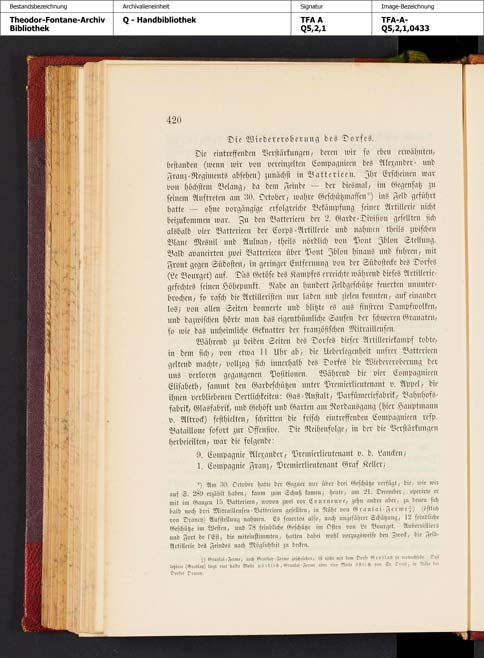 Bestandsbezeichnung Archivalieneinheit Signatur Image-Bezeichnung
Theodor-Fontane-Archiv Q - Handbibliothek TFA A TFA-A-
Bibliothek Q5,2,1 Q5,2,1,0433
420
Die Wiedereroberung des Dorfes.
Die eintreffenden Verstärkungen, deren wir so eben erwähnten,
bestanden (wenn wir von vereinzelten Compagnieen des Alexander- und
Franz-Regiments absehen) zunächst in Batterieen. Ihr Erscheinen war
von höchstem Belang, da dem Feinde — der diesmal, im Gegensatz zu
seinem Auftreten am 30. October, wahre Geschützmassen*) ins Feld geführt
hatte — ohne vorgängige erfolgreiche Bekämpfung seiner Artillerie nicht
beizukommen war. Zu den Batterieen der 2. Garde-Division gesellten sich
alsbald vier Batterieen der Corps-Artillerie und nahmen theils zwischen
Blanc Mesnil und Aulnay, theils nördlich von Pont Iblon Stellung.
Bald avancirten zwei Batterieen über Pont Iblon hinaus und fuhren, mit
Front gegen Südosten, in geringer Entfernung von der Südostecke des Dorfes
(Le Bourget) auf. Das Getöse des Kampfes erreichte während dieses Artillerie-
gefechtes seinen Höhepunkt. Nahe an hundert Feldgeschütze feuerten ununter-
brochen, so rasch die Artilleristen nur laden und zielen konnten, auf einander
los; von allen Seiten donnerte und blitzte es aus finstren Dampfwolken,
und dazwischen hörte man das eigenthümliche Sausen der schweren Granaten,
so wie das unheimliche Geknatter der französischen Mitrailleusen.
Während zu beiden Seiten des Dorfes dieser Artilleriekampf tobte,
in dem sich, von etwa 11 Uhr ab, die Ueberlegenheit unsrer Batterieen
geltend machte, vollzog sich innerhalb des Dorfes die Wiedereroberung der
uns verloren gegangenen Positionen. Während die vier Compagnieen
Elisabeth, sammt den Gardeschützen unter Premierlieutenant v. Appel, die
ihnen verbliebenen Oertlichkeiten: Gas-Anstalt, Parfümeriefabrik, Bahnhofs-
fabrik, Glasfabrik, und Gehöft und Garten am Nordausgang (hier Hauptmann
v. Altrock) festhielten, schritten die frisch eintreffenden Compagnieen resp.
Bataillone sofort zur Offensive. Die Reihenfolge, in der die Verstärkungen
herbeieilten, war die folgende:
9. Compagnie Alexander, Premierlieutenant v. d. Lancken;
1. Compagnie Franz, Premierlieutenant Graf Keller;
*) Am 30. October hatte der Gegner nur über drei Geschütze verfügt, die, wie wir
auf S. 289 erzählt haben, kaum zum Schuß kamen; heute, am 21. December, operirte er
mit im Ganzen 15 Batterieen, wovon zwei vor Courneuve, zehn andre aber, zu denen sich
bald noch drei Mitrailleusen-Batterieen gesellten, in Nähe von Graulai-Ferme†) (östlich
von Drancy) Aufstellung nahmen. Es feuerten also, nach ungefährer Schätzung, 12 feindliche
Geschütze im Westen, und 78 feindliche Geschütze im Osten von le Bourget. Aubervilliers
und Fort de l'Est, die miteinstimmten, hatten dabei wohl vorzugsweise den Zweck, die Feld-
Artillerie des Feindes nach Möglichkeit zu decken.
†) Graulai-Ferme, auch Groslay-Ferme geschrieben, ist nicht mit dem Dorfe Groslay zu verwechseln. Das
letztere (Groslay) liegt eine halbe Meile nördlich, Graulai-Ferme aber eine Meile östlich von St. Denis, in Nähe des
Dorfes Drancy.